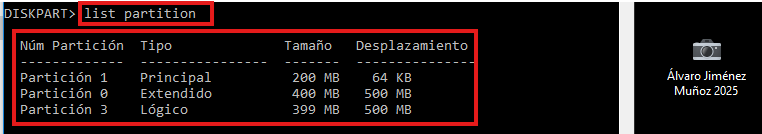 DISKPART> list partition
Núm Partición  Tipo              Tamaño   Desplazamiento
-------------  ----------------  -------  ---------------
Partición 1    Principal          200 MB    64 KB
Partición 0    Extendido          400 MB   500 MB
Partición 3    Lógico             399 MB   500 MB
Álvaro Jiménez
Muñoz 2025